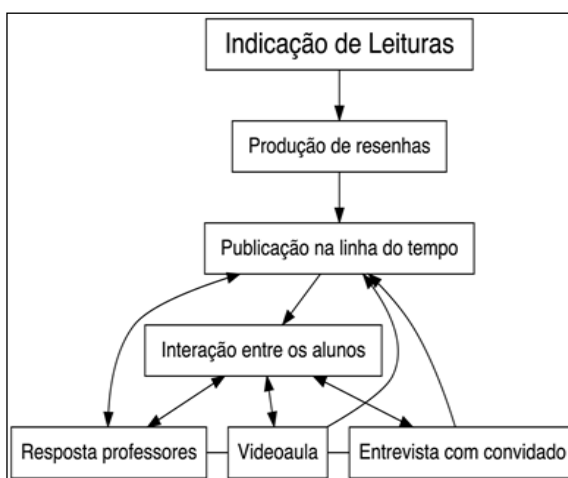 Indicação de Leituras
Produção de resenhas
Publicação na linha do tempo
Interação entre os alunos
Resposta professores
Videoaula
Entrevista com convidado